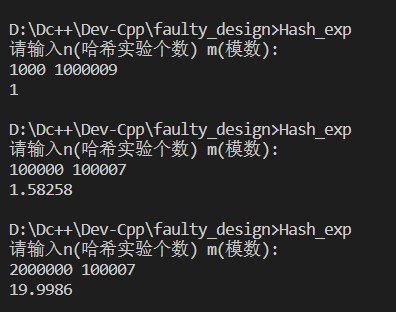 D:\Dc++\Dev-Cpp\faulty_design>Hash_exp
请输入n(哈希实验个数) m(模数):
1000 1000009
1
D:\Dc++\Dev-Cpp\faulty_design>Hash_exp
请输入n(哈希实验个数) m(模数):
100000 100007
1.58258
D:\Dc++\Dev-Cpp\faulty_design>Hash_exp
请输入n(哈希实验个数) m(模数):
2000000 100007
19.9986